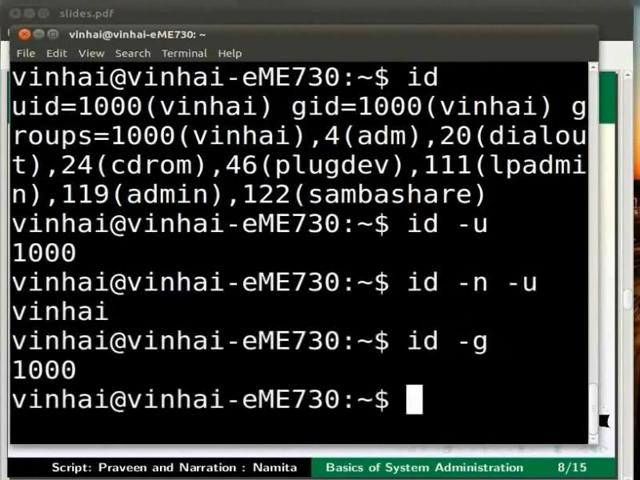 slides.pdf
vinhai@vinhai-eME730: ~
File Edit View Search Terminal Help
vinhai@vinhai-eME730:~$ id
uid=1000(vinhai) gid=1000(vinhai) g
roups=1000(vinhai),4(adm),20(dialou
t),24(cdrom),46(plugdev),111(lpadmi
n),119(admin),122(sambashare)
vinhai@vinhai-eME730:~$ id -u
1000
vinhai@vinhai-eME730:~$ id -n -u
vinhai
vinhai@vinhai-eME730:~$ id -g
1000
vinhai@vinhai-eME730:~$
Script: Praveen and Narration : Namita Basics of System Administration 8/15